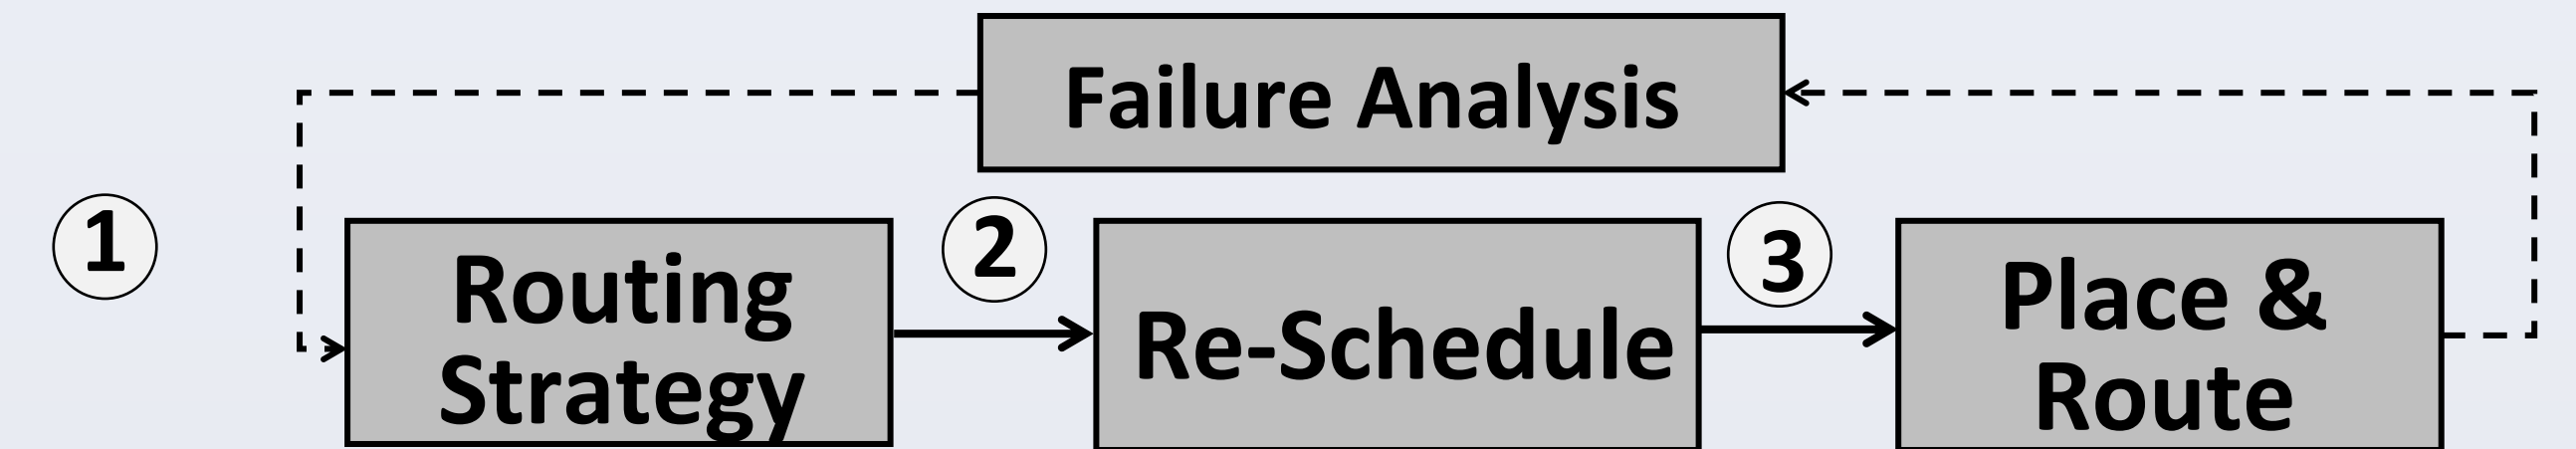 Failure Analysis
1
2
3
Routing
Strategy
Re-Schedule
Place &
Route